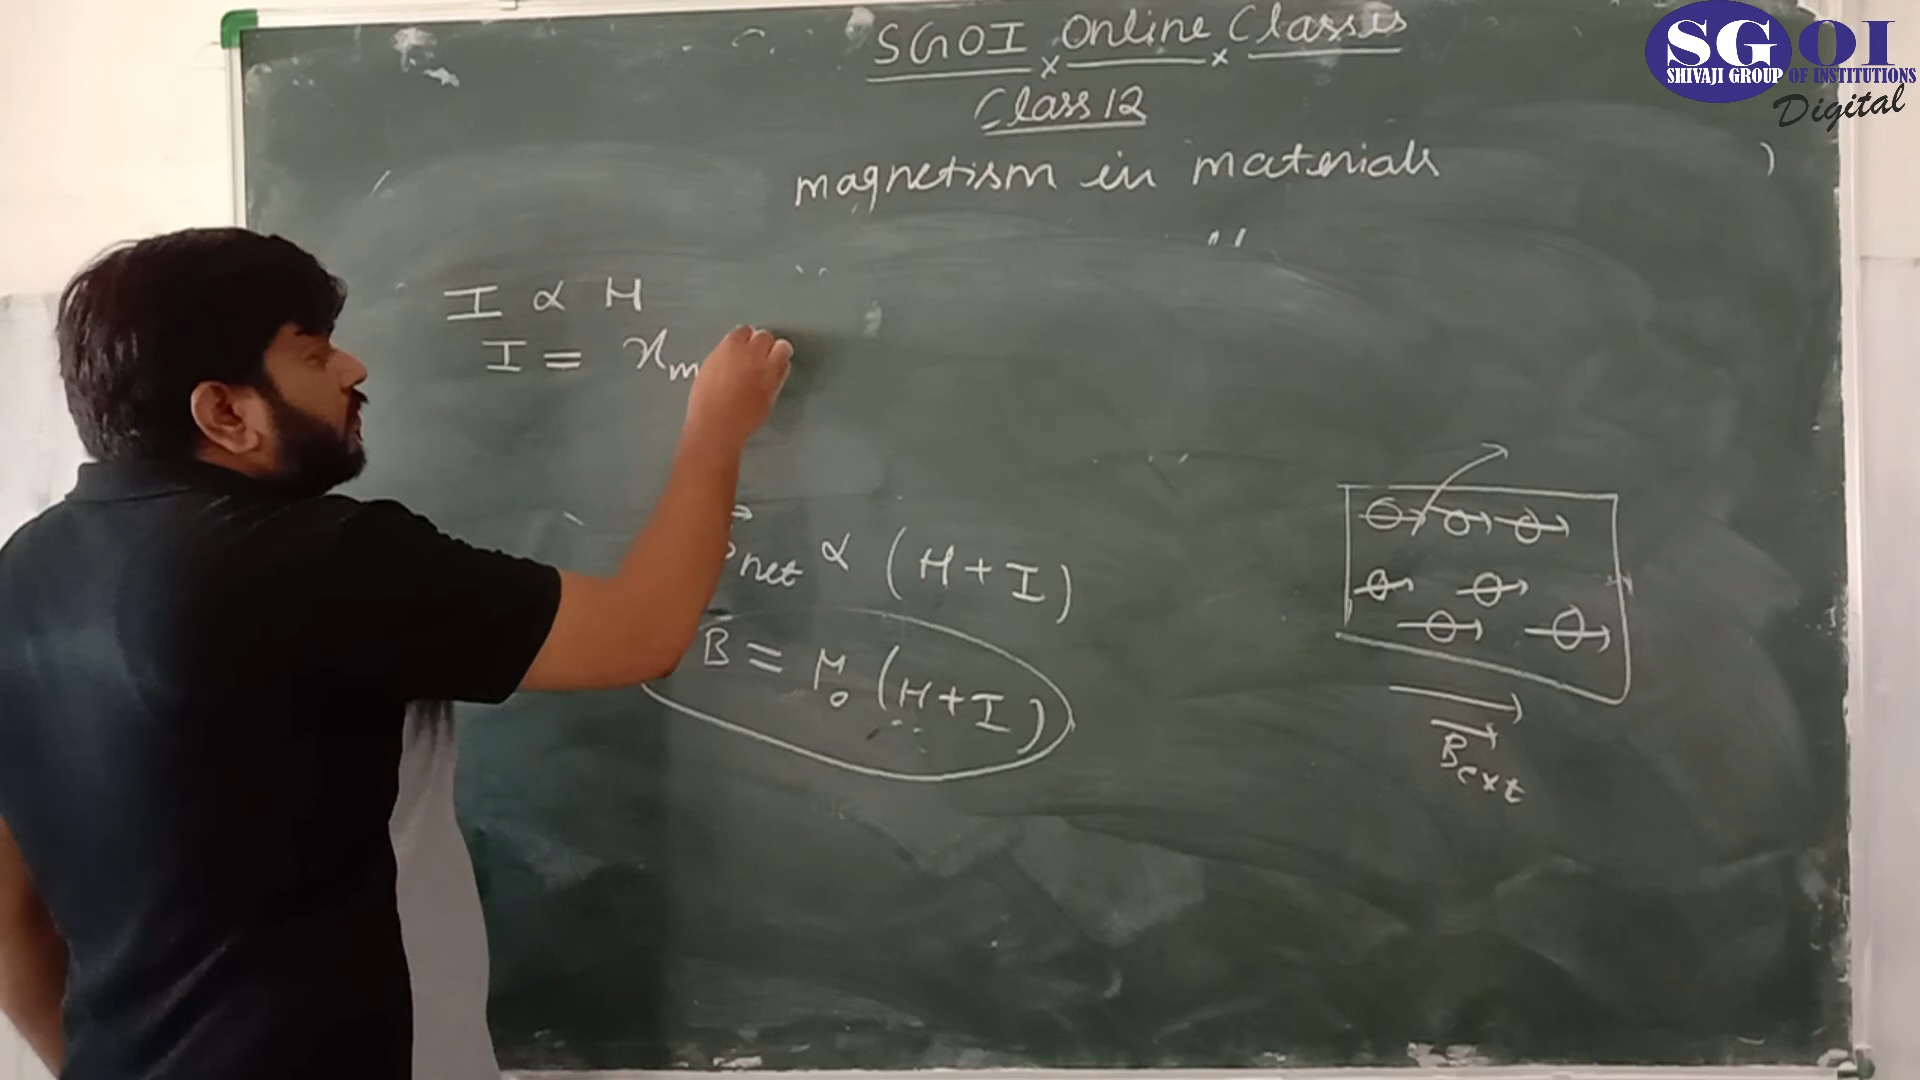 SGOI × Online × Classes
Class 12
magnetism in materials
I ∝ H
I = χm
net ∝ (H + I)
B = μ₀ (H + I)
Bext
SGOI
SHIVAJI GROUP OF INSTITUTIONS
Digital